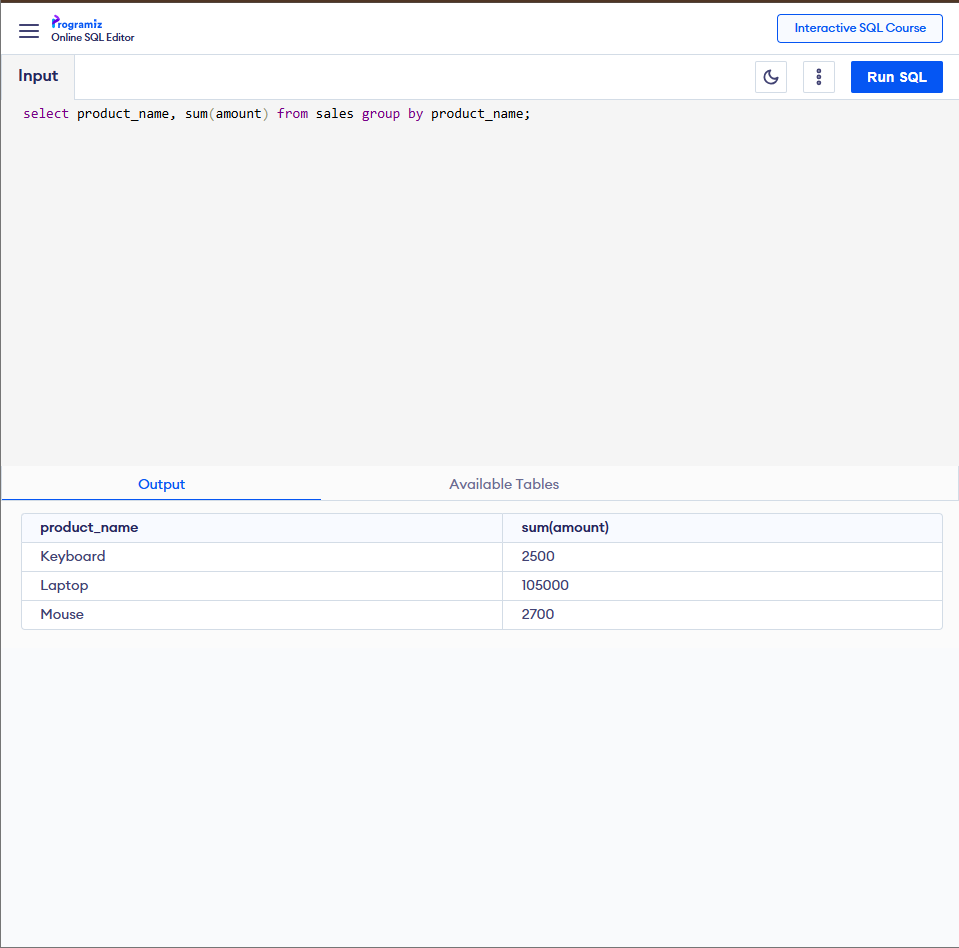 Programiz
Online SQL Editor
Interactive SQL Course
Input
Run SQL
select product_name, sum(amount) from sales group by product_name;
Output
Available Tables
product_name sum(amount)
Keyboard 2500
Laptop 105000
Mouse 2700